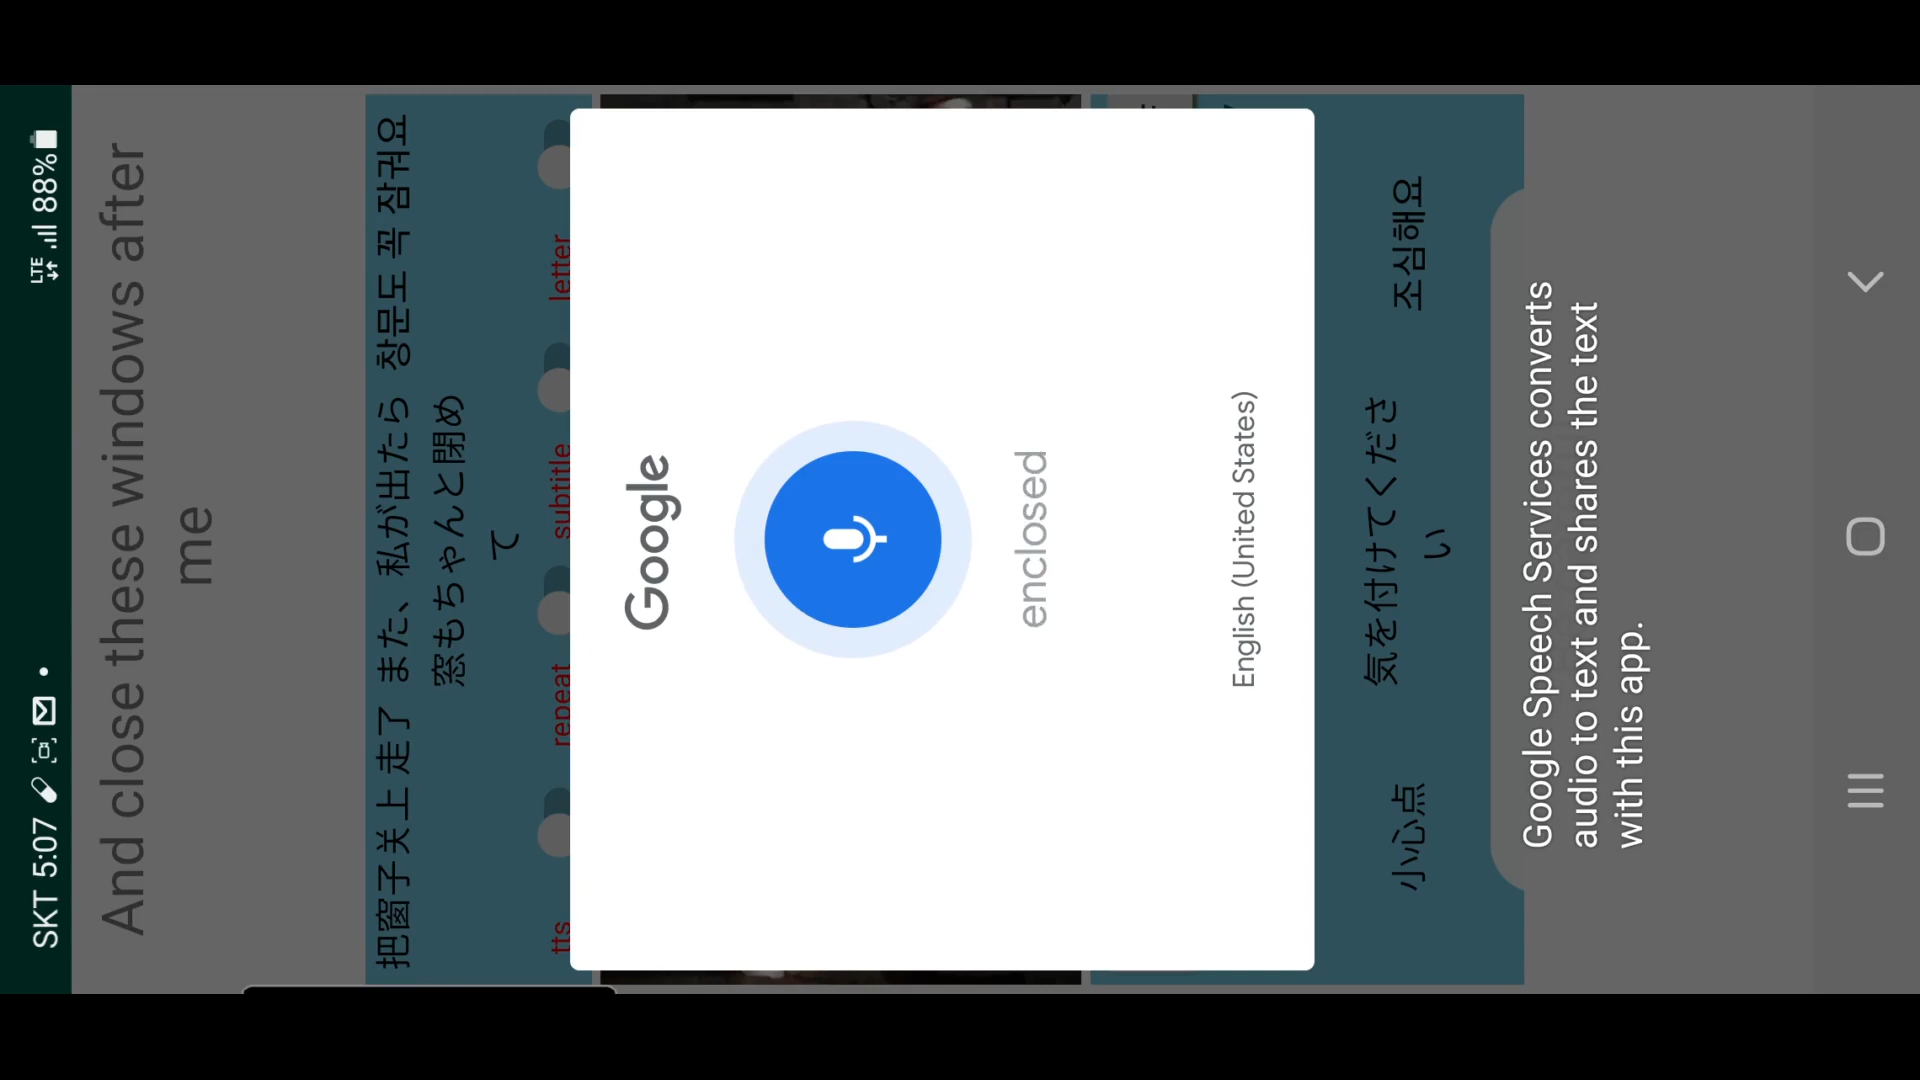 SKT 5:07
LTE 88%
And close these windows after
me
把窗子关上 走了
また、私が出たら
窓もちゃんと閉め
て
창문도 꼭 잠궈요
tts
repeat
subtitle
letter
Google
enclosed
English (United States)
小心点
気を付けてくださ
い
조심해요
Google Speech Services converts
audio to text and shares the text
with this app.